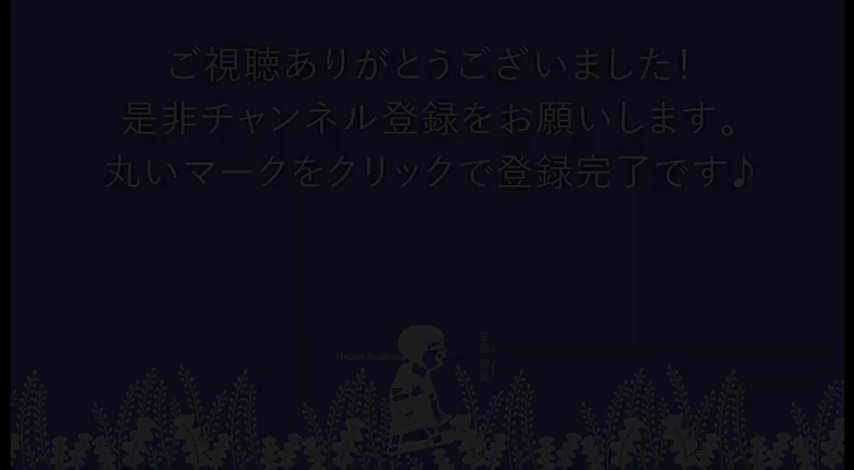 ご視聴ありがとうございました!
是非チャンネル登録をお願いします。
丸いマークをクリックで登録完了です♪